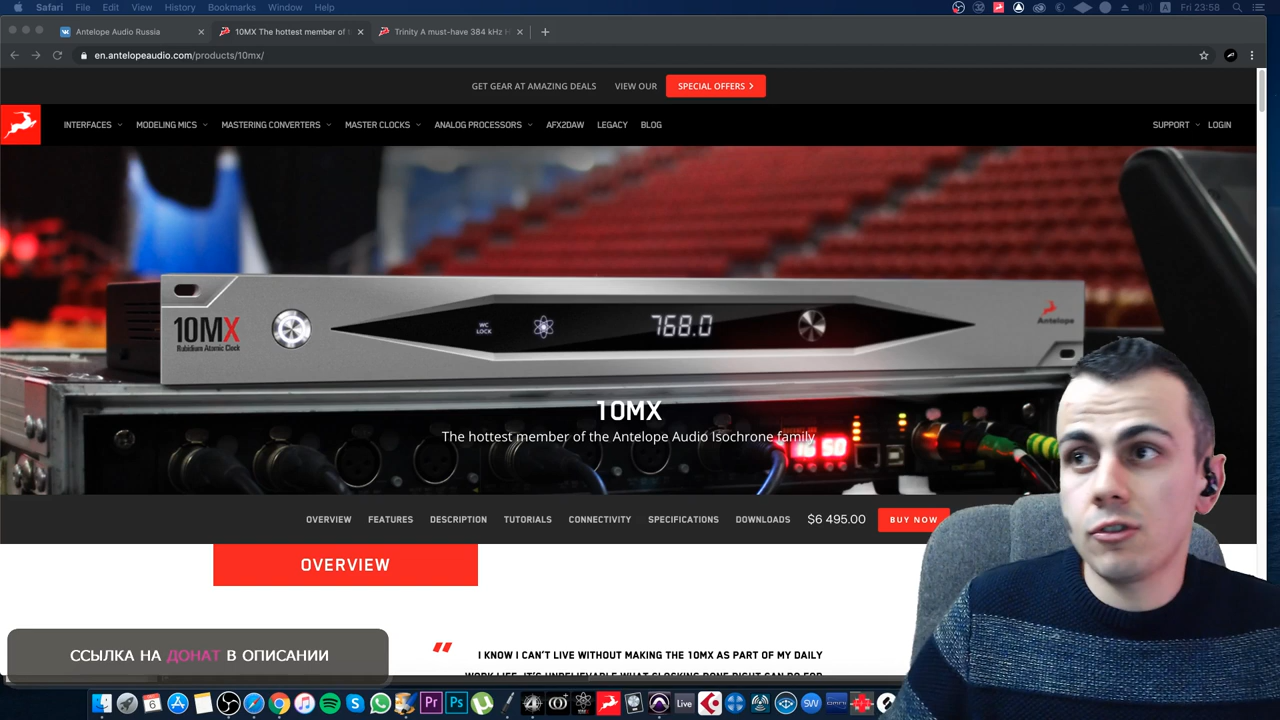 Safari File Edit View History Bookmarks Window Help
Fri 23:58
Antelope Audio Russia
10MX The hottest member of
Trinity A must-have 384 kHz
en.antelopeaudio.com/products/10mx/
GET GEAR AT AMAZING DEALS VIEW OUR SPECIAL OFFERS
INTERFACES MODELING MICS MASTERING CONVERTERS MASTER CLOCKS ANALOG PROCESSORS AFX2DAW LEGACY BLOG SUPPORT LOGIN
10MX
Rubidium Atomic Clock
WC
LOCK
768.0
Antelope
10MX
The hottest member of the Antelope Audio Isochrone family
OVERVIEW FEATURES DESCRIPTION TUTORIALS CONNECTIVITY SPECIFICATIONS DOWNLOADS $6 495.00 BUY NOW
OVERVIEW
I KNOW I CAN'T LIVE WITHOUT MAKING THE 10MX AS PART OF MY DAILY
ССЫЛКА НА ДОНАТ В ОПИСАНИИ
6
Pr
Ps
Live
SW